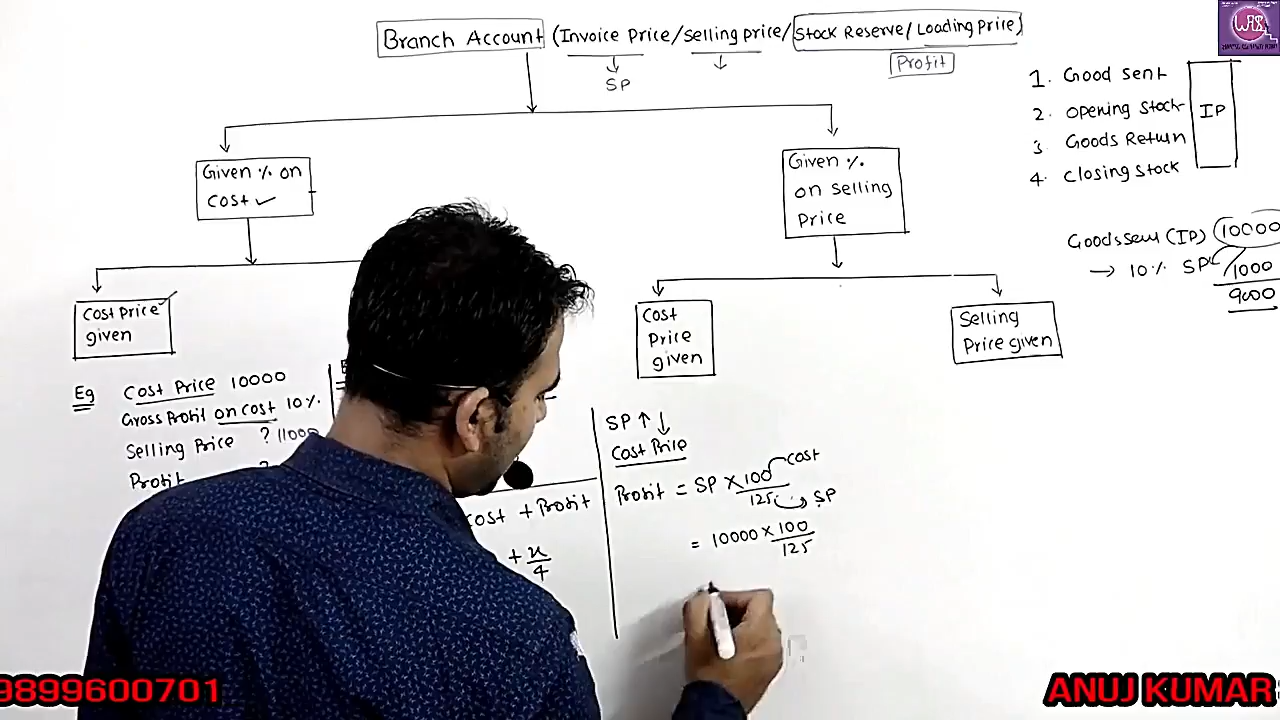 Branch Account (Invoice Price/Selling price/Stock Reserve/Loading Price)
SP
Profit
1. Good sent
2. Opening Stock
3. Goods Return
4. Closing Stock
IP
Given % on
Cost ✓
Given %
on Selling
Price
Goods sent (IP) 10000
→ 10% SP 1000
9000
Cost Price
given
Cost
Price
given
Selling
Price given
Eg Cost Price 10000
Gross Profit on cost 10%
Selling Price ? 11000
Profit ?
cost + Profit
+ x/4
SP ↑ ↓
Cost Price
Profit = SP × 100/125 cost SP
= 10000 × 100/125
9899600701
ANUJ KUMAR